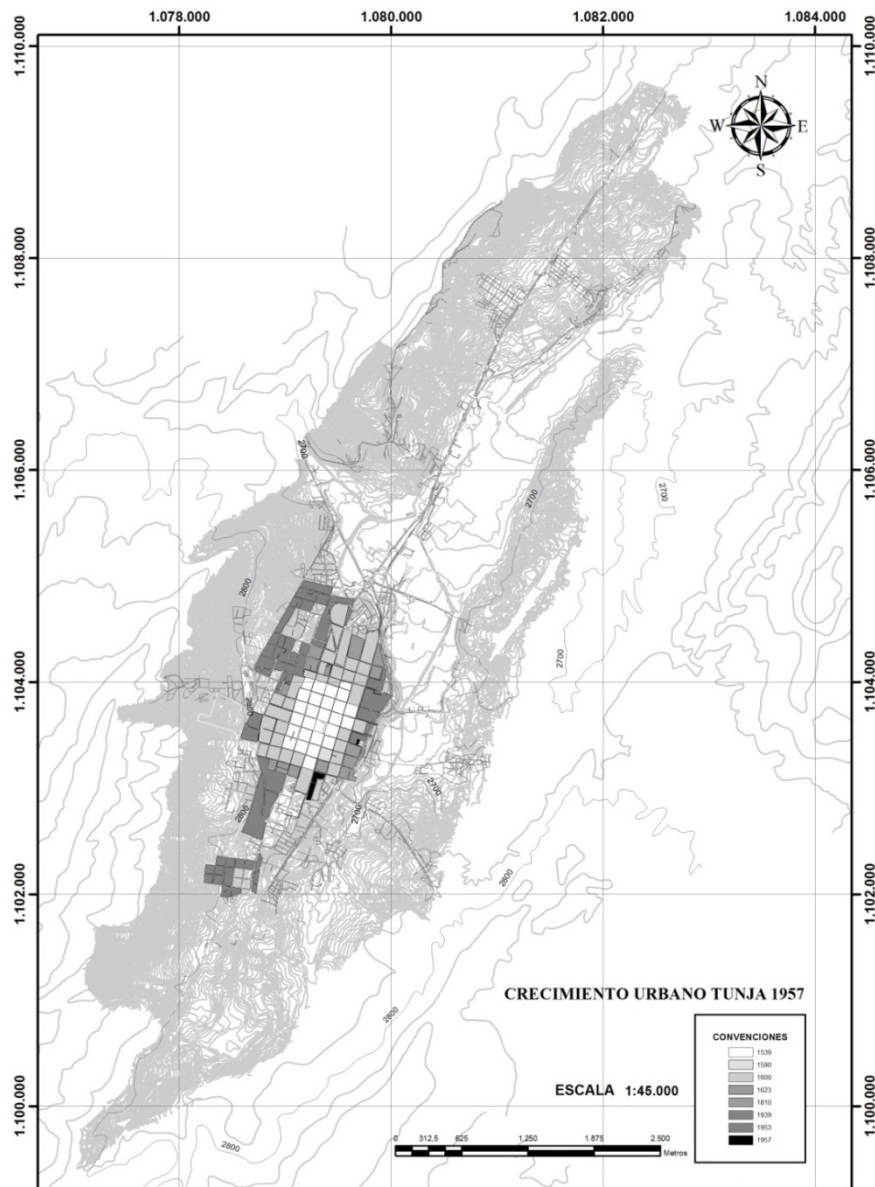 1.078.000 1.080.000 1.082.000 1.084.000
1.110.000 1.110.000
N
W E
S
1.108.000 1.108.000
2700
1.106.000 1.106.000
2700
2700
2800
2700
1.104.000 1.104.000
2800
2700
2700
2800
2800
1.102.000 1.102.000
CRECIMIENTO URBANO TUNJA 1957
2800
CONVENCIONES
1539
1590
1600
1623
1810
1939
1953
1957
ESCALA 1:45.000
1.100.000 1.100.000
0 312,5 625 1,250 1.875 2.500
Metros
2800